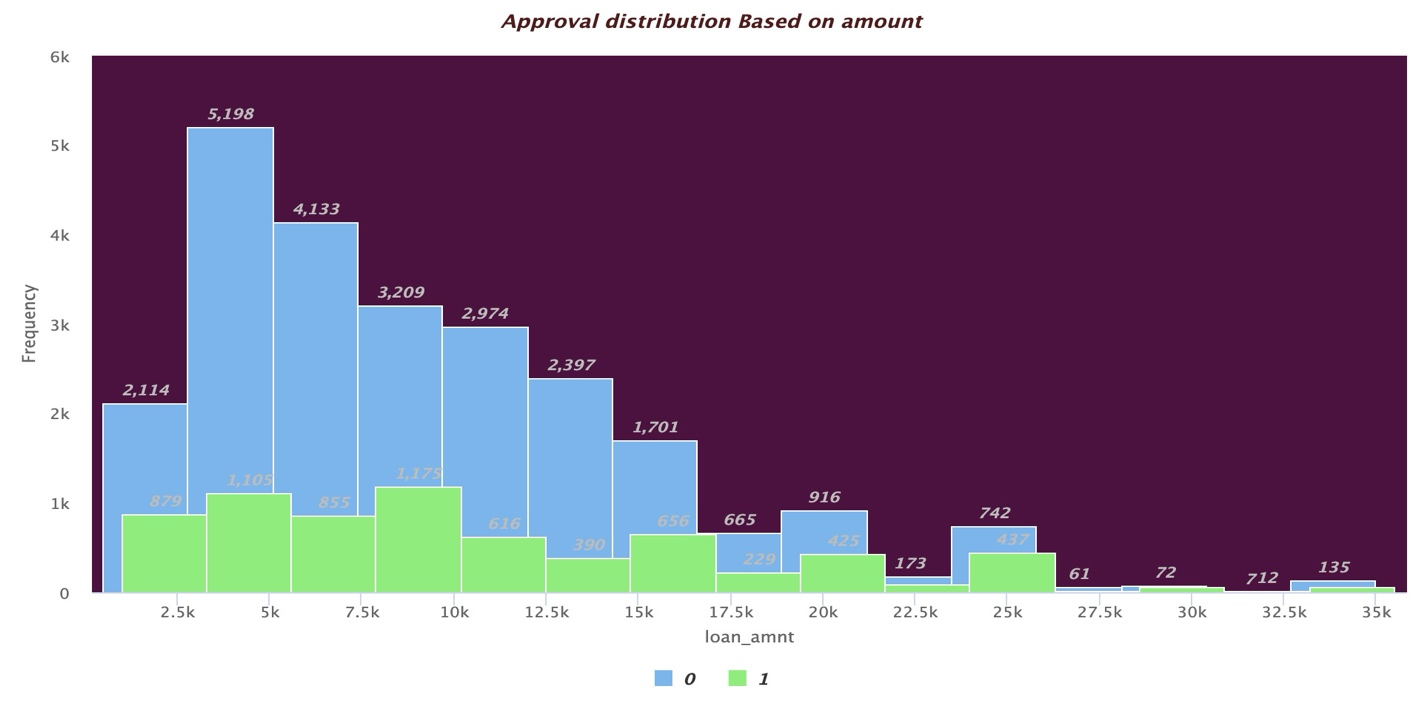 Approval distribution Based on amount
6k
5k
4k
3k
2k
1k
0
Frequency
5,198
4,133
3,209
2,974
2,397
2,114
1,701
1,175
1,105
879
855
616
390
656
665
229
916
425
173
742
437
61
72
712
135
2.5k 5k 7.5k 10k 12.5k 15k 17.5k 20k 22.5k 25k 27.5k 30k 32.5k 35k
loan_amnt
0 1